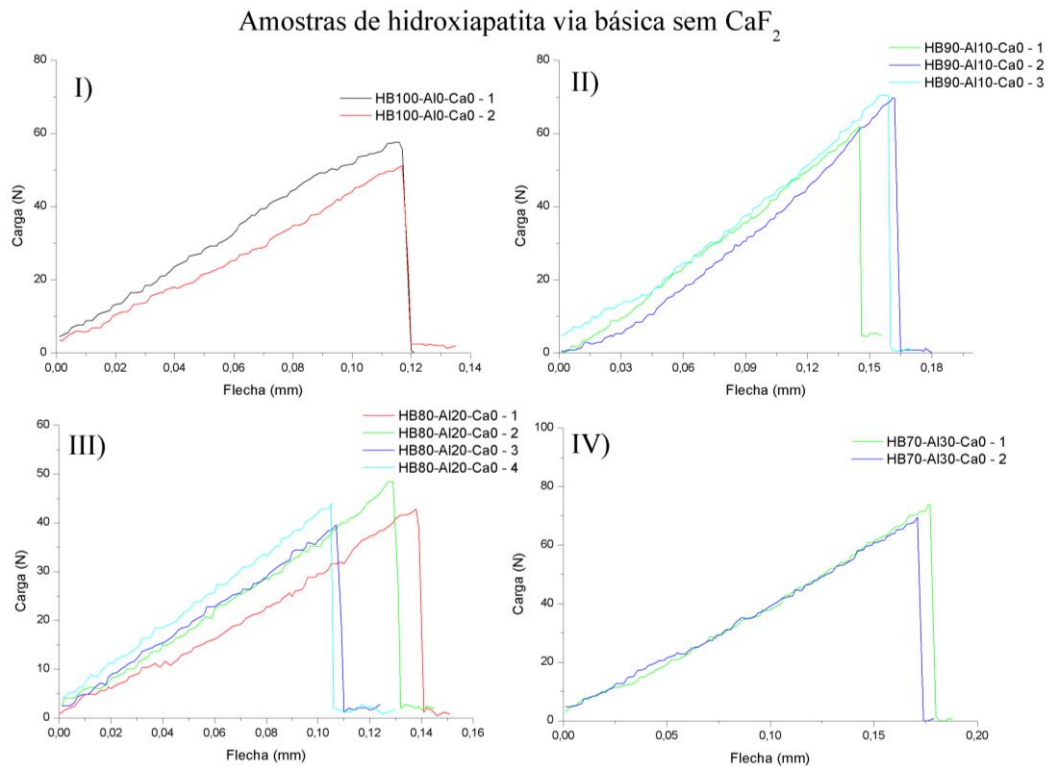 Amostras de hidroxiapatita via básica sem CaF2
I)
HB100-Al0-Ca0 - 1
HB100-Al0-Ca0 - 2
Carga (N)
80
60
40
20
0
0,00 0,02 0,04 0,06 0,08 0,10 0,12 0,14
Flecha (mm)
II)
HB90-Al10-Ca0 - 1
HB90-Al10-Ca0 - 2
HB90-Al10-Ca0 - 3
Carga (N)
80
60
40
20
0
0,00 0,03 0,06 0,09 0,12 0,15 0,18
Flecha (mm)
III)
HB80-Al20-Ca0 - 1
HB80-Al20-Ca0 - 2
HB80-Al20-Ca0 - 3
HB80-Al20-Ca0 - 4
Carga (N)
60
50
40
30
20
10
0
0,00 0,02 0,04 0,06 0,08 0,10 0,12 0,14 0,16
Flecha (mm)
IV)
HB70-Al30-Ca0 - 1
HB70-Al30-Ca0 - 2
Carga (N)
100
80
60
40
20
0
0,00 0,05 0,10 0,15 0,20
Flecha (mm)